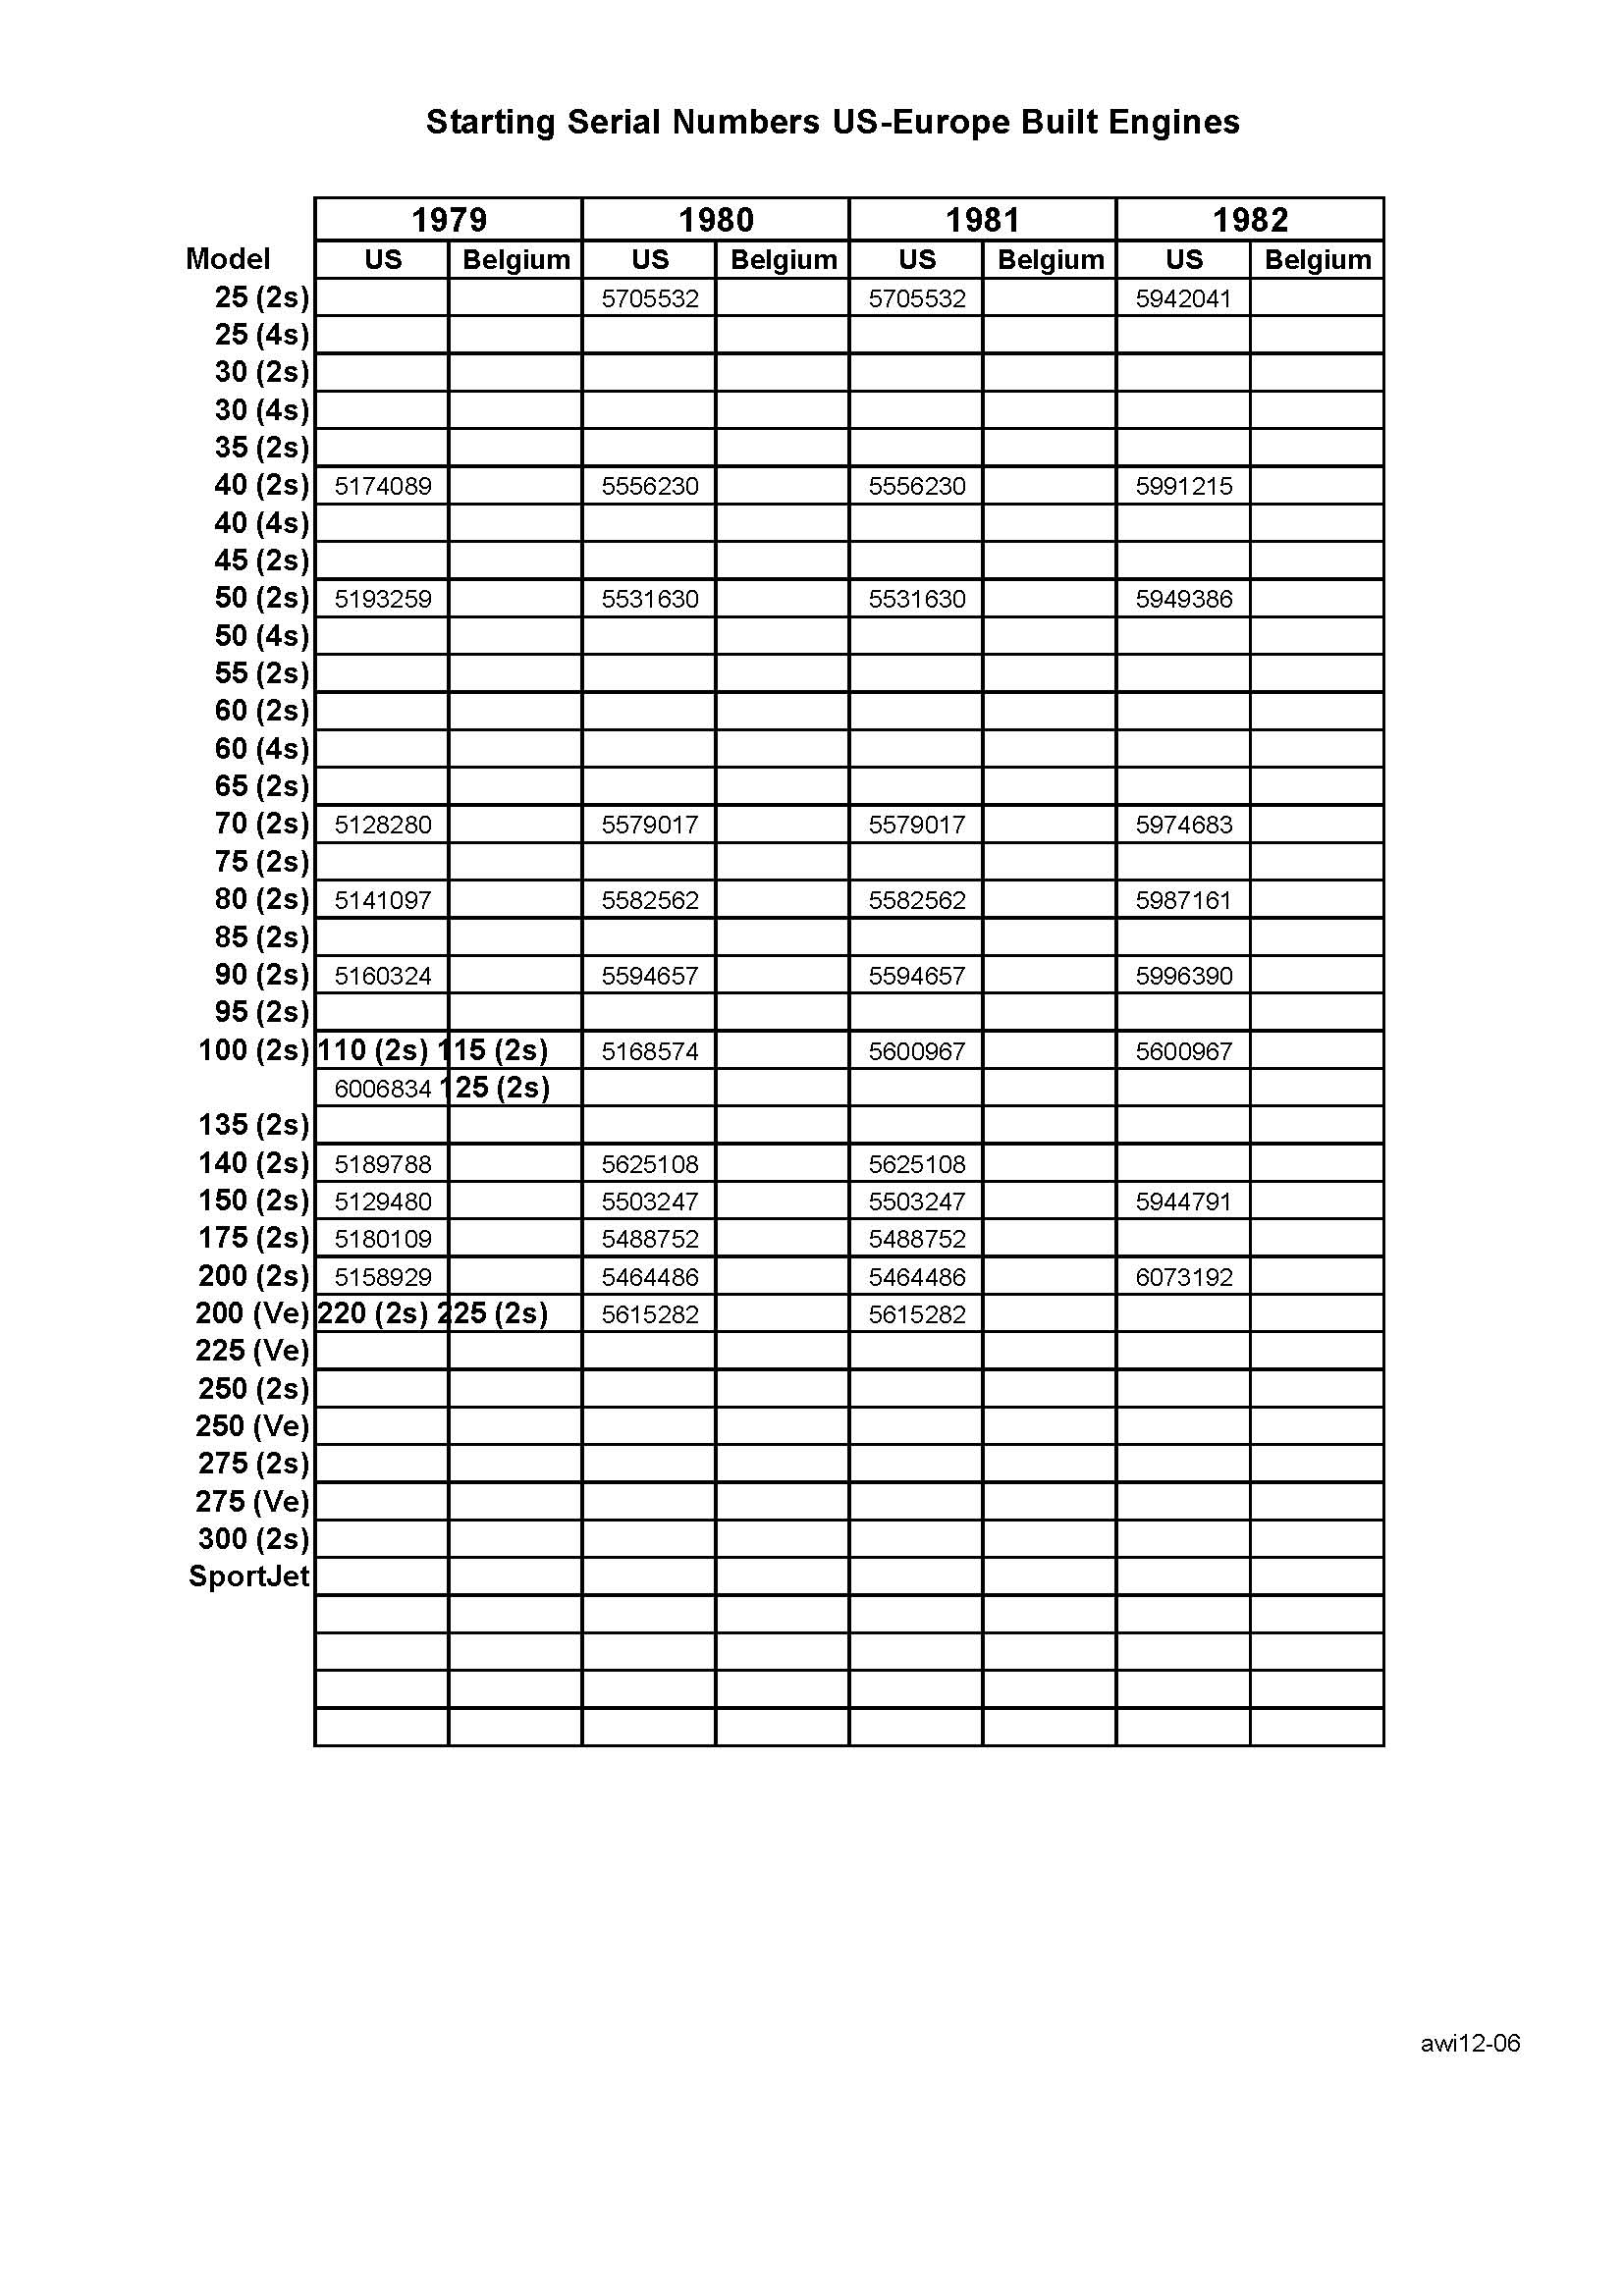 Starting Serial Numbers US-Europe Built Engines
1979 1980 1981 1982
Model US Belgium US Belgium US Belgium US Belgium
25 (2s) 5705532 5705532 5942041
25 (4s)
30 (2s)
30 (4s)
35 (2s)
40 (2s) 5174089 5556230 5556230 5991215
40 (4s)
45 (2s)
50 (2s) 5193259 5531630 5531630 5949386
50 (4s)
55 (2s)
60 (2s)
60 (4s)
65 (2s)
70 (2s) 5128280 5579017 5579017 5974683
75 (2s)
80 (2s) 5141097 5582562 5582562 5987161
85 (2s)
90 (2s) 5160324 5594657 5594657 5996390
95 (2s)
100 (2s) 110 (2s) 115 (2s) 5168574 5600967 5600967
6006834 125 (2s)
135 (2s)
140 (2s) 5189788 5625108 5625108
150 (2s) 5129480 5503247 5503247 5944791
175 (2s) 5180109 5488752 5488752
200 (2s) 5158929 5464486 5464486 6073192
200 (Ve) 220 (2s) 225 (2s) 5615282 5615282
225 (Ve)
250 (2s)
250 (Ve)
275 (2s)
275 (Ve)
300 (2s)
SportJet
awi12-06